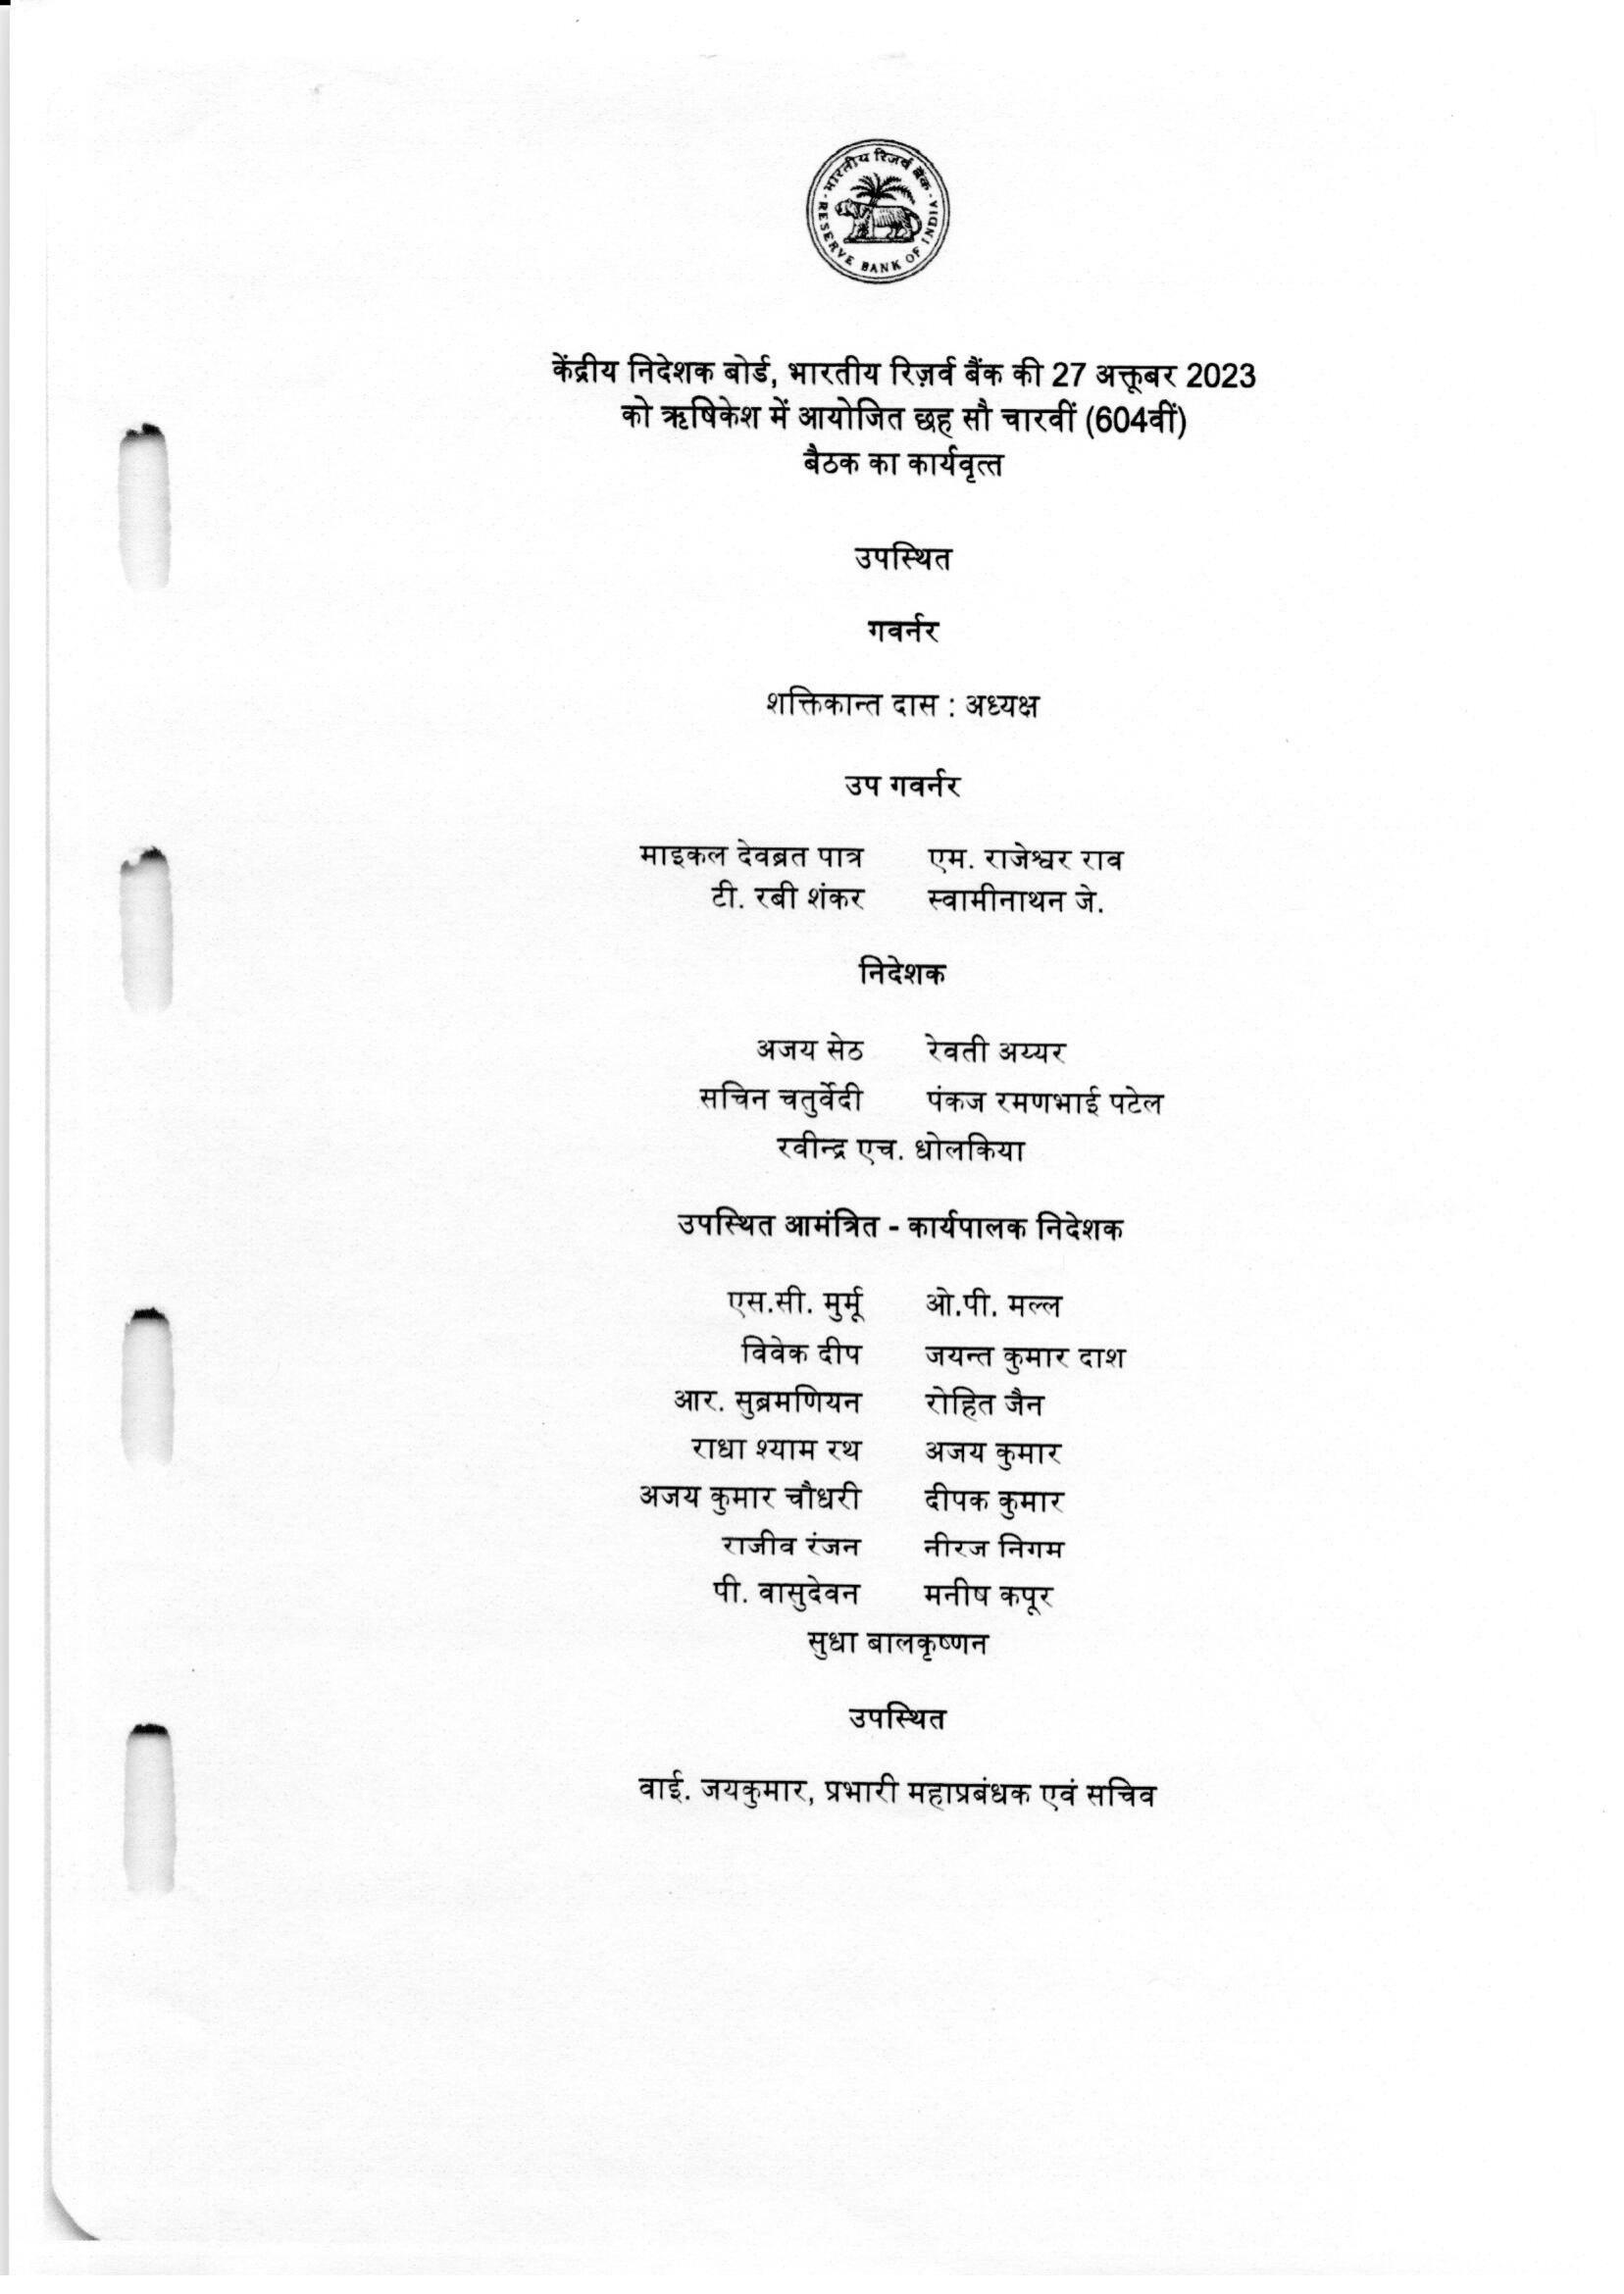 भारतीय रिज़र्व बैंक
RESERVE BANK OF INDIA
केंद्रीय निदेशक बोर्ड, भारतीय रिज़र्व बैंक की 27 अक्तूबर 2023
को ऋषिकेश में आयोजित छह सौ चारवीं (604वीं)
बैठक का कार्यवृत्त
उपस्थित
गवर्नर
शक्तिकान्त दास : अध्यक्ष
उप गवर्नर
माइकल देवब्रत पात्र एम. राजेश्वर राव
टी. रबी शंकर स्वामीनाथन जे.
निदेशक
अजय सेठ रेवती अय्यर
सचिन चतुर्वेदी पंकज रमणभाई पटेल
रवीन्द्र एच. धोलकिया
उपस्थित आमंत्रित - कार्यपालक निदेशक
एस.सी. मुर्मू ओ.पी. मल्ल
विवेक दीप जयन्त कुमार दाश
आर. सुब्रमणियन रोहित जैन
राधा श्याम रथ अजय कुमार
अजय कुमार चौधरी दीपक कुमार
राजीव रंजन नीरज निगम
पी. वासुदेवन मनीष कपूर
सुधा बालकृष्णन
उपस्थित
वाई. जयकुमार, प्रभारी महाप्रबंधक एवं सचिव